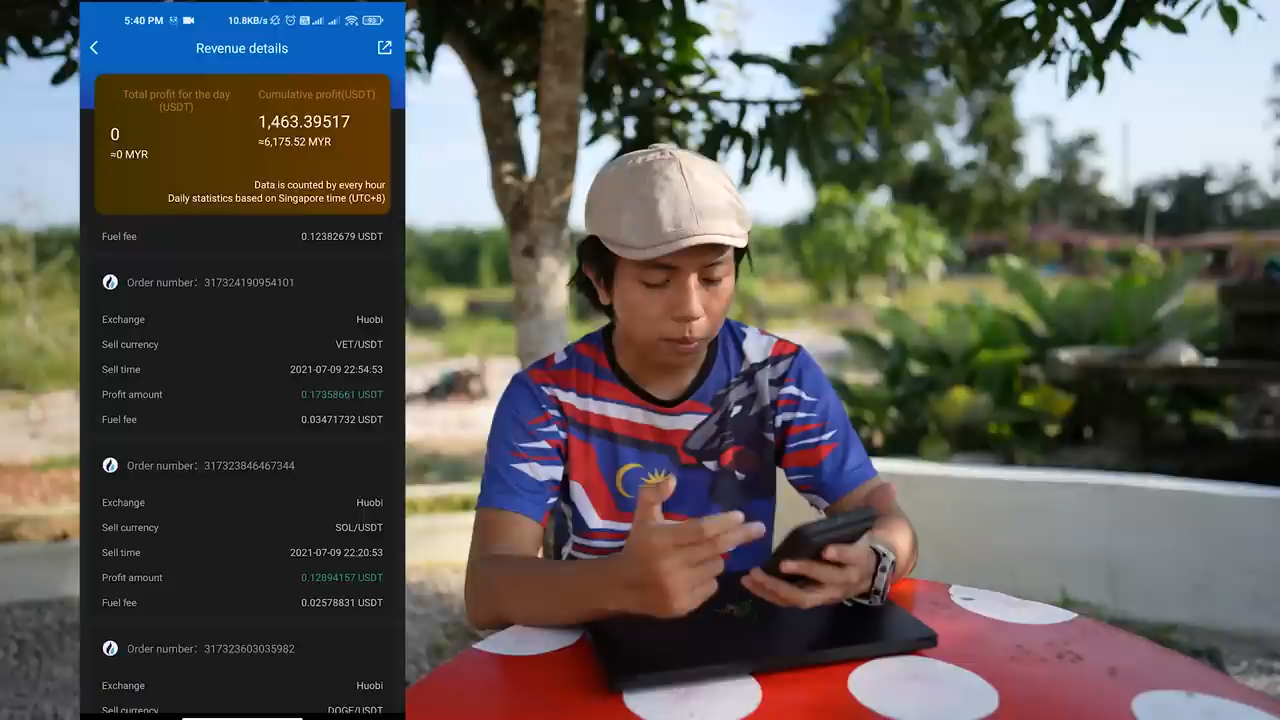 5:40 PM 10.8KB/s 93
Revenue details
Total profit for the day (USDT)
Cumulative profit(USDT)
0
1,463.39517
≈0 MYR
≈6,175.52 MYR
Data is counted by every hour
Daily statistics based on Singapore time (UTC+8)
Fuel fee 0.12382679 USDT
Order number: 317324190954101
Exchange Huobi
Sell currency VET/USDT
Sell time 2021-07-09 22:54:53
Profit amount 0.17358661 USDT
Fuel fee 0.03471732 USDT
Order number: 317323846467344
Exchange Huobi
Sell currency SOL/USDT
Sell time 2021-07-09 22:20:53
Profit amount 0.12894157 USDT
Fuel fee 0.02578831 USDT
Order number: 317323603035982
Exchange Huobi
Sell currency DOGE/USDT